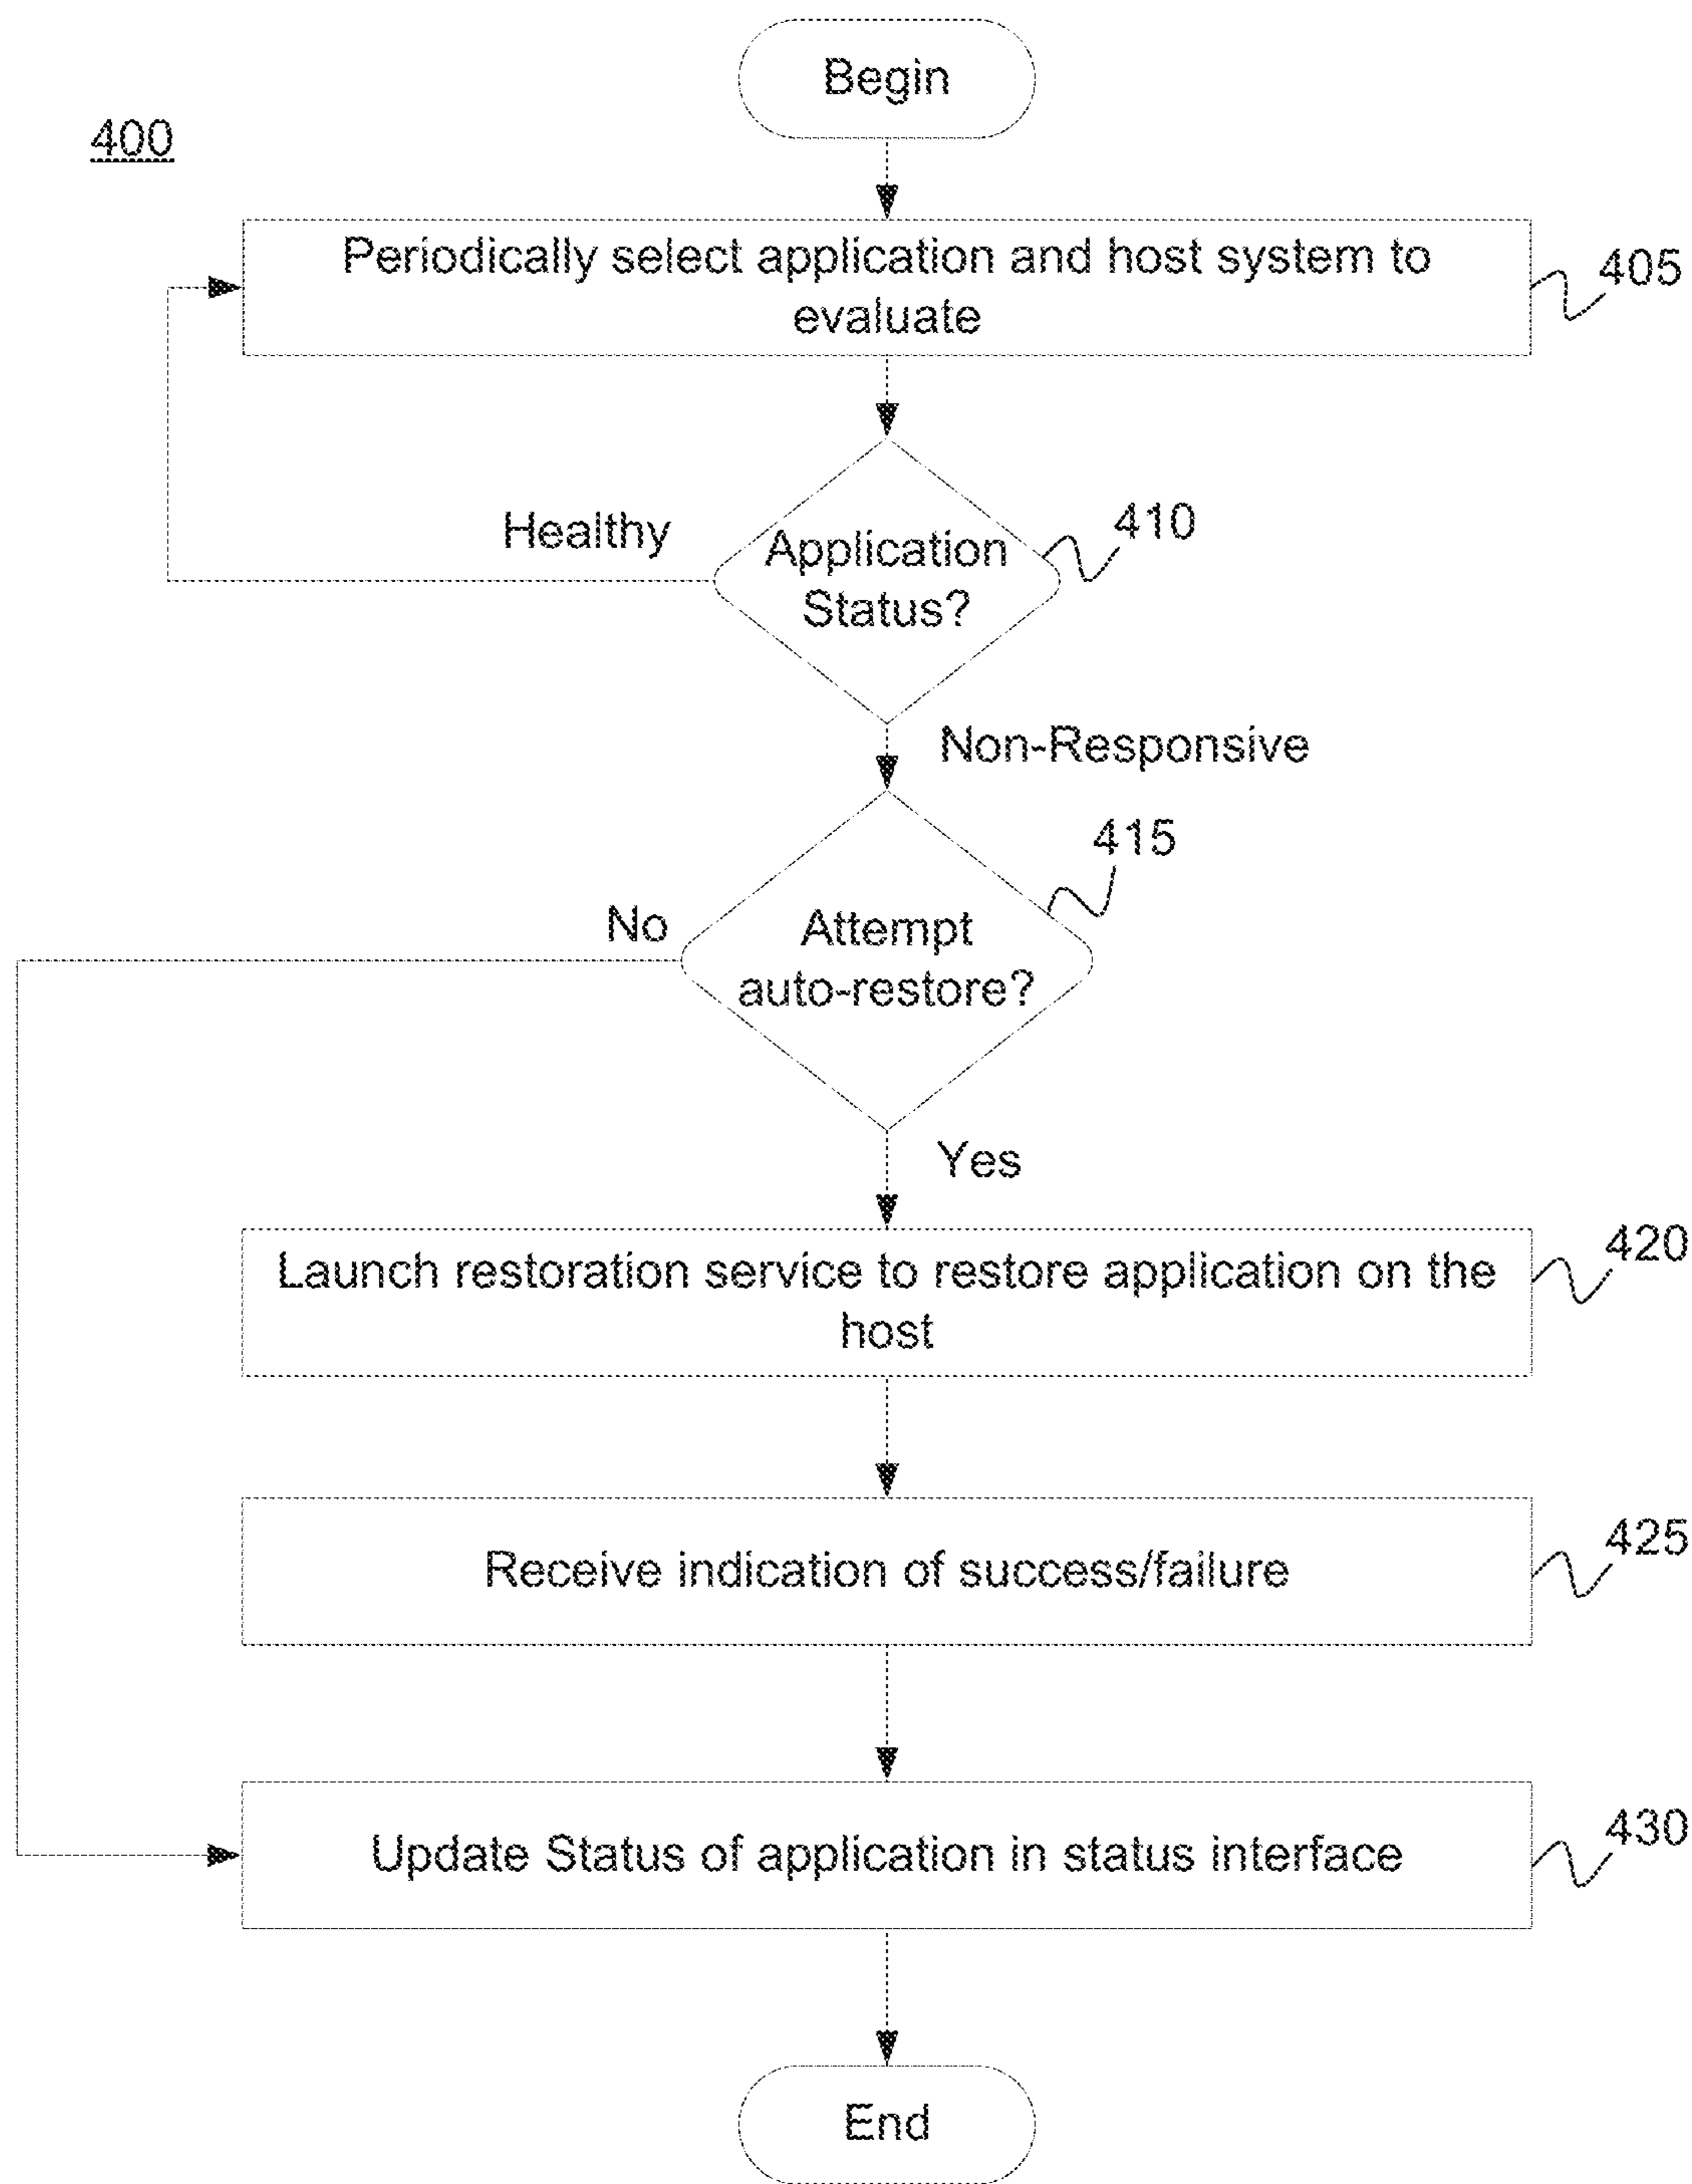 Begin
400
Periodically select application and host system to
evaluate
405
Healthy
Application
Status?
410
Non-Responsive
415
No
Attempt
auto-restore?
Yes
Launch restoration service to restore application on the
host
420
Receive indication of success/failure
425
Update Status of application in status interface
430
End